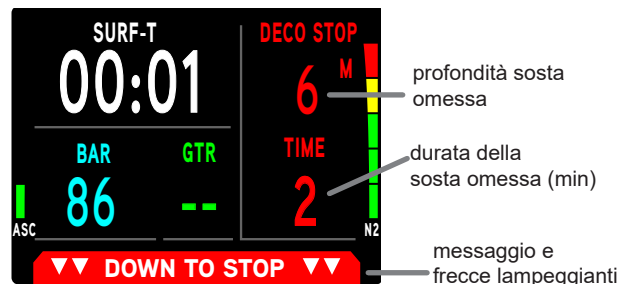 SURF-T
00:01
DECO STOP
6 M
BAR
86
GTR
--
TIME
2
ASC
N2
▼▼ DOWN TO STOP ▼▼
profondità sosta
omessa
durata della
sosta omessa (min)
messaggio e
frecce lampeggianti